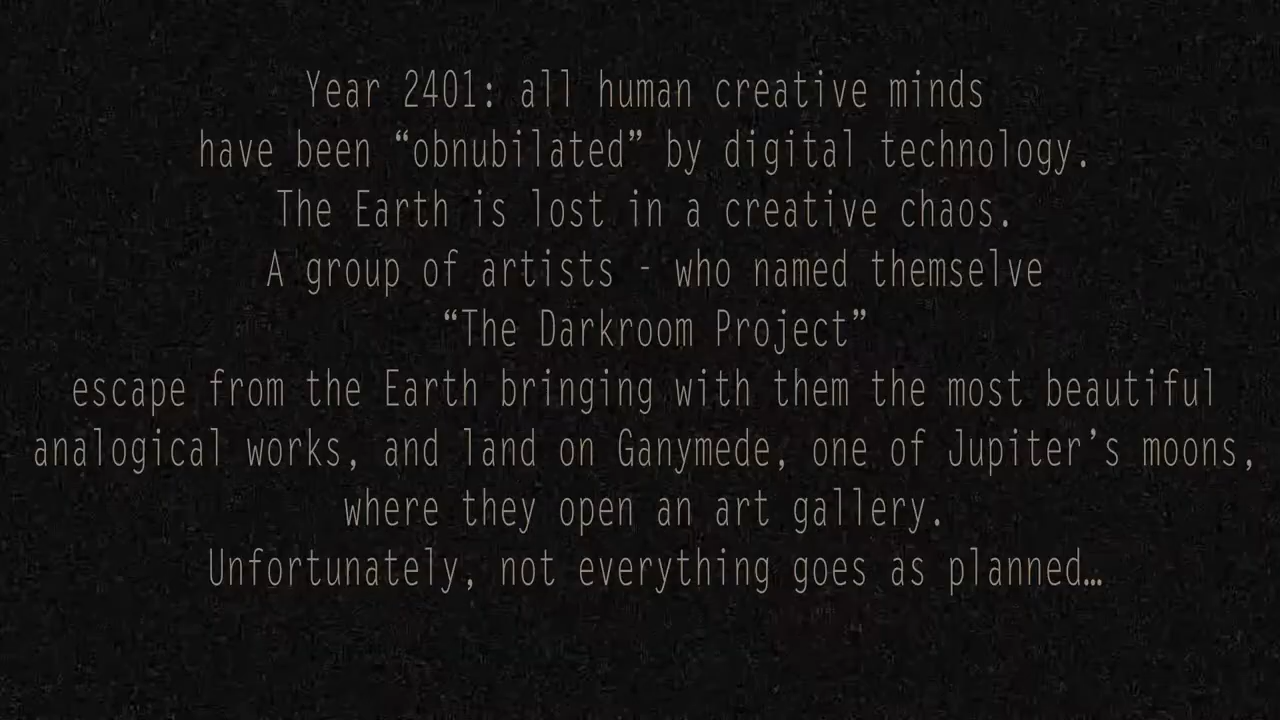 Year 2401: all human creative minds
have been “obnubilated” by digital technology.
The Earth is lost in a creative chaos.
A group of artists - who named themselve
“The Darkroom Project”
escape from the Earth bringing with them the most beautiful
analogical works, and land on Ganymede, one of Jupiter’s moons,
where they open an art gallery.
Unfortunately, not everything goes as planned…